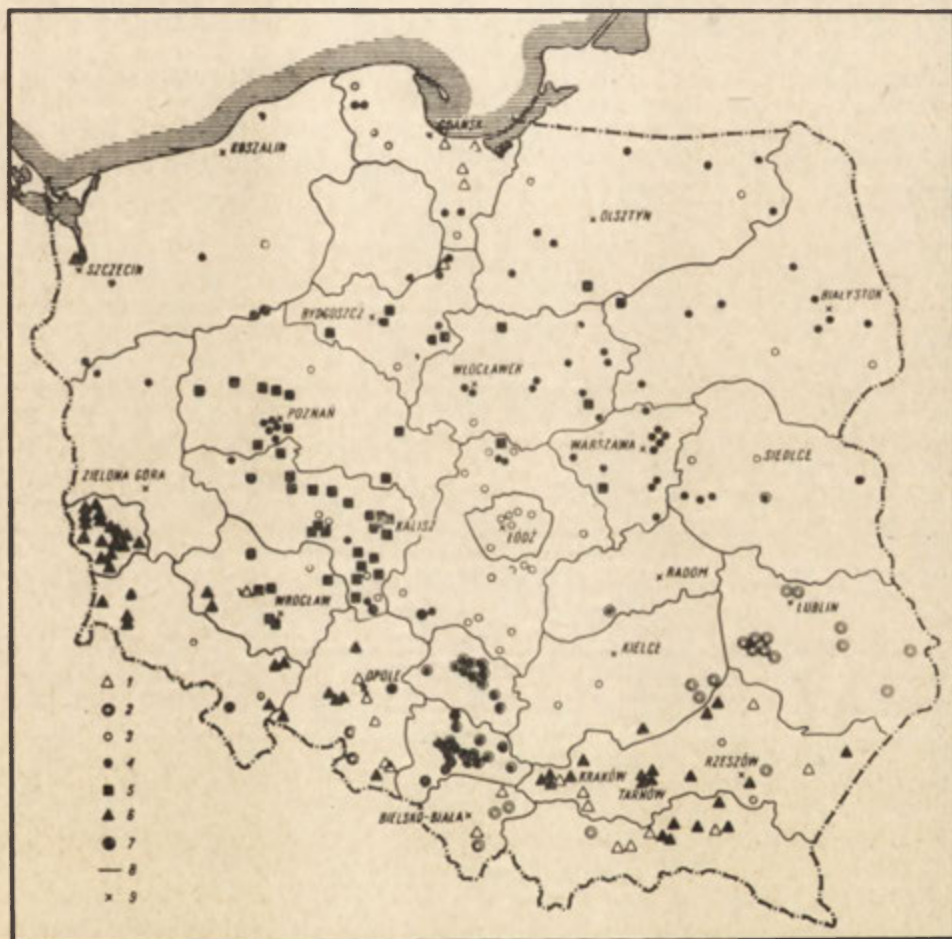 GDAŃSK
KOSZALIN
OLSZTYN
SZCZECIN
BIAŁYSTOK
BYDGOSZCZ
WŁOCŁAWEK
POZNAŃ
WARSZAWA
SIEDLCE
ZIELONA GÓRA
KALISZ
ŁÓDŹ
RADOM
WROCŁAW
LUBLIN
KIELCE
OPOLE
1
2
3
4
5
6
7
8
9
RZESZÓW
KRAKÓW
TARNÓW
BIELSKO-BIAŁA